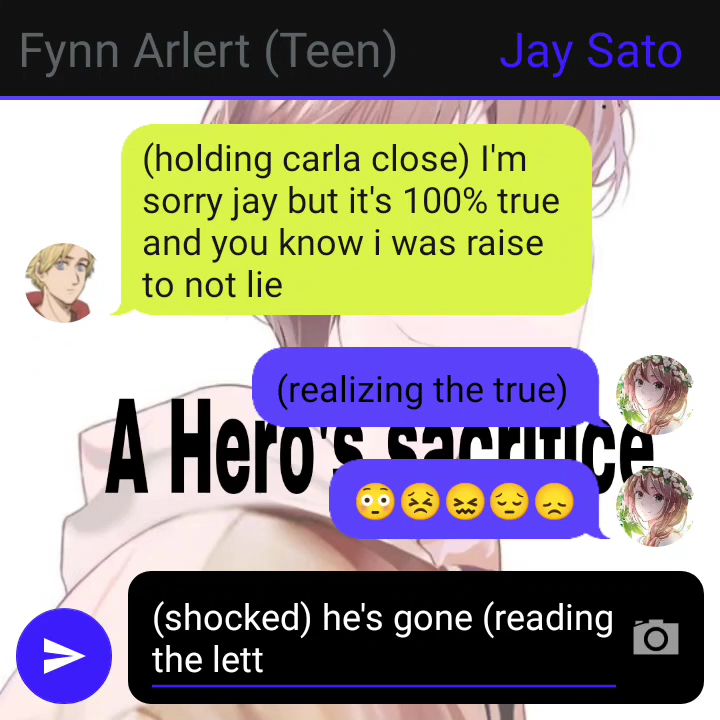 Fynn Arlert (Teen) Jay Sato
(holding carla close) I'm
sorry jay but it's 100% true
and you know i was raise
to not lie
(realizing the true)
A Hero's sacrifice
😳😣😖😔😞
(shocked) he's gone (reading
the lett